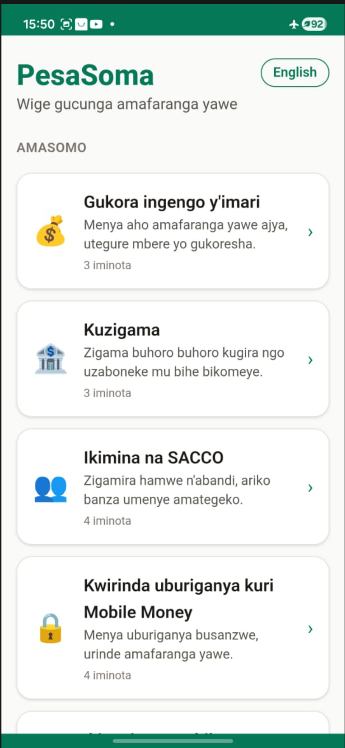 15:50
92
PesaSoma
English
Wige gucunga amafaranga yawe
AMASOMO
Gukora ingengo y'imari
Menya aho amafaranga yawe ajya,
utegure mbere yo gukoresha.
3 iminota
Kuzigama
Zigama buhoro buhoro kugira ngo
uzaboneke mu bihe bikomeye.
3 iminota
Ikimina na SACCO
Zigamira hamwe n'abandi, ariko
banza umenye amategeko.
4 iminota
Kwirinda uburiganya kuri
Mobile Money
Menya uburiganya busanzwe,
urinde amafaranga yawe.
4 iminota